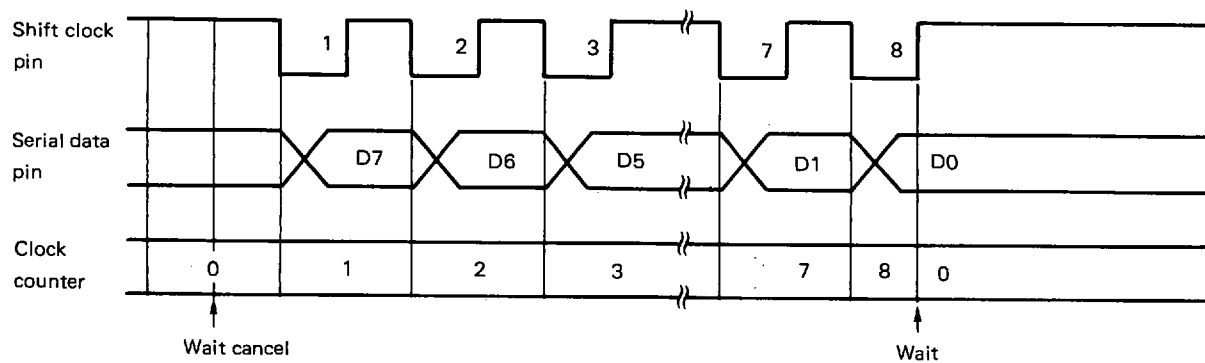 Shift clock
pin
1
2
3
7
8
Serial data
pin
D7
D6
D5
D1
D0
Clock
counter
0
1
2
3
7
8
0
Wait cancel
Wait